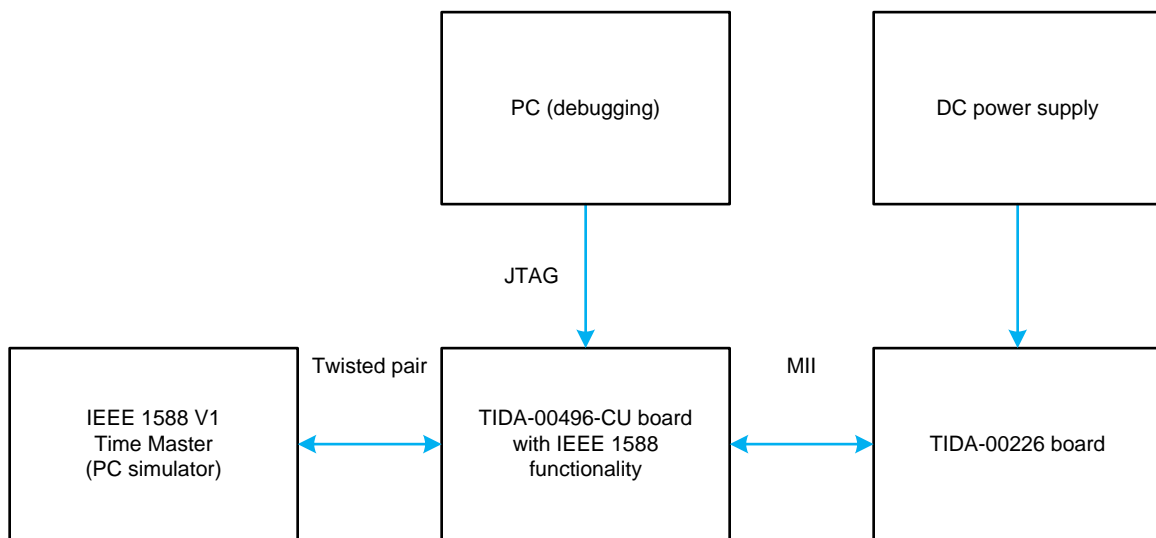 PC (debugging)
DC power supply
JTAG
Twisted pair
MII
IEEE 1588 V1
Time Master
(PC simulator)
TIDA-00496-CU board
with IEEE 1588
functionality
TIDA-00226 board